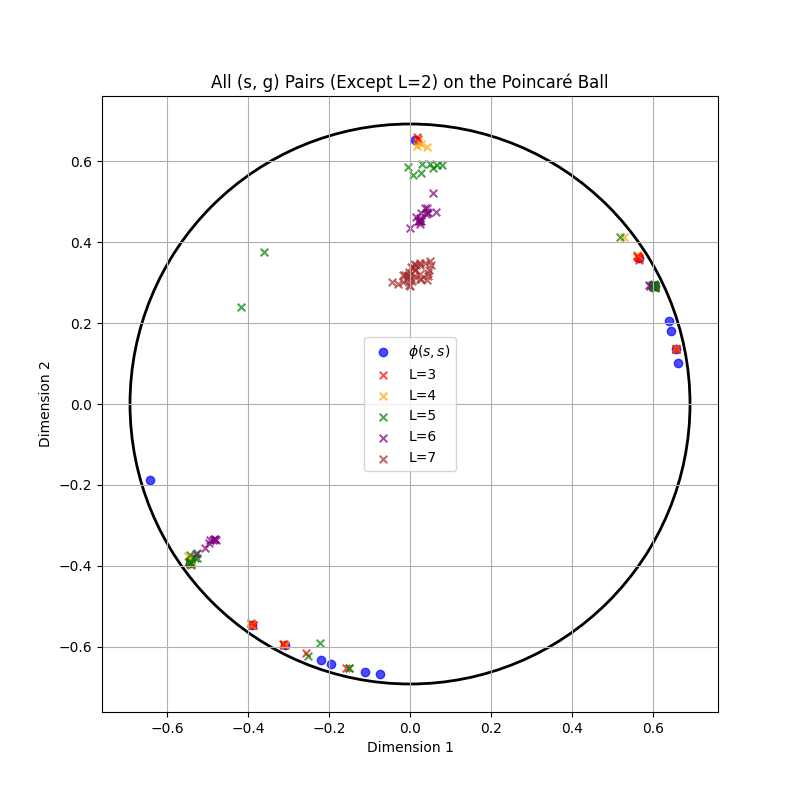 All (s, g) Pairs (Except L=2) on the Poincaré Ball
0.6
0.4
0.2
0.0
−0.2
−0.4
−0.6
Dimension 2
ϕ(s, s)
L=3
L=4
L=5
L=6
L=7
−0.6 −0.4 −0.2 0.0 0.2 0.4 0.6
Dimension 1